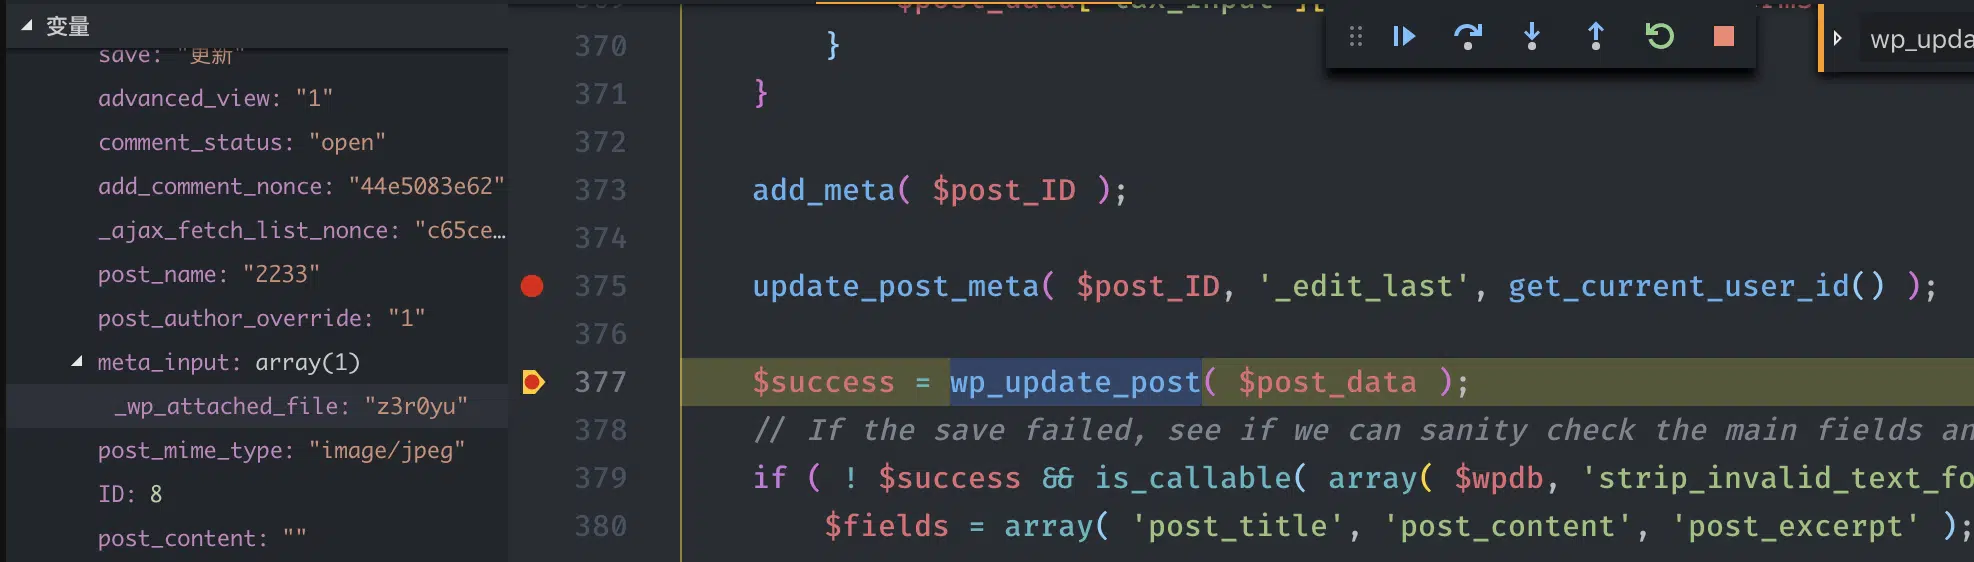 变量
save: "更新"
advanced_view: "1"
comment_status: "open"
add_comment_nonce: "44e5083e62"
_ajax_fetch_list_nonce: "c65ce…
post_name: "2233"
post_author_override: "1"
meta_input: array(1)
_wp_attached_file: "z3r0yu"
post_mime_type: "image/jpeg"
ID: 8
post_content: ""
370 }
371 }
372
373 add_meta( $post_ID );
374
375 update_post_meta( $post_ID, '_edit_last', get_current_user_id() );
376
377 $success = wp_update_post( $post_data );
378 // If the save failed, see if we can sanity check the main fields an
379 if ( ! $success && is_callable( array( $wpdb, 'strip_invalid_text_fo
380 $fields = array( 'post_title', 'post_content', 'post_excerpt' );
wp_upda